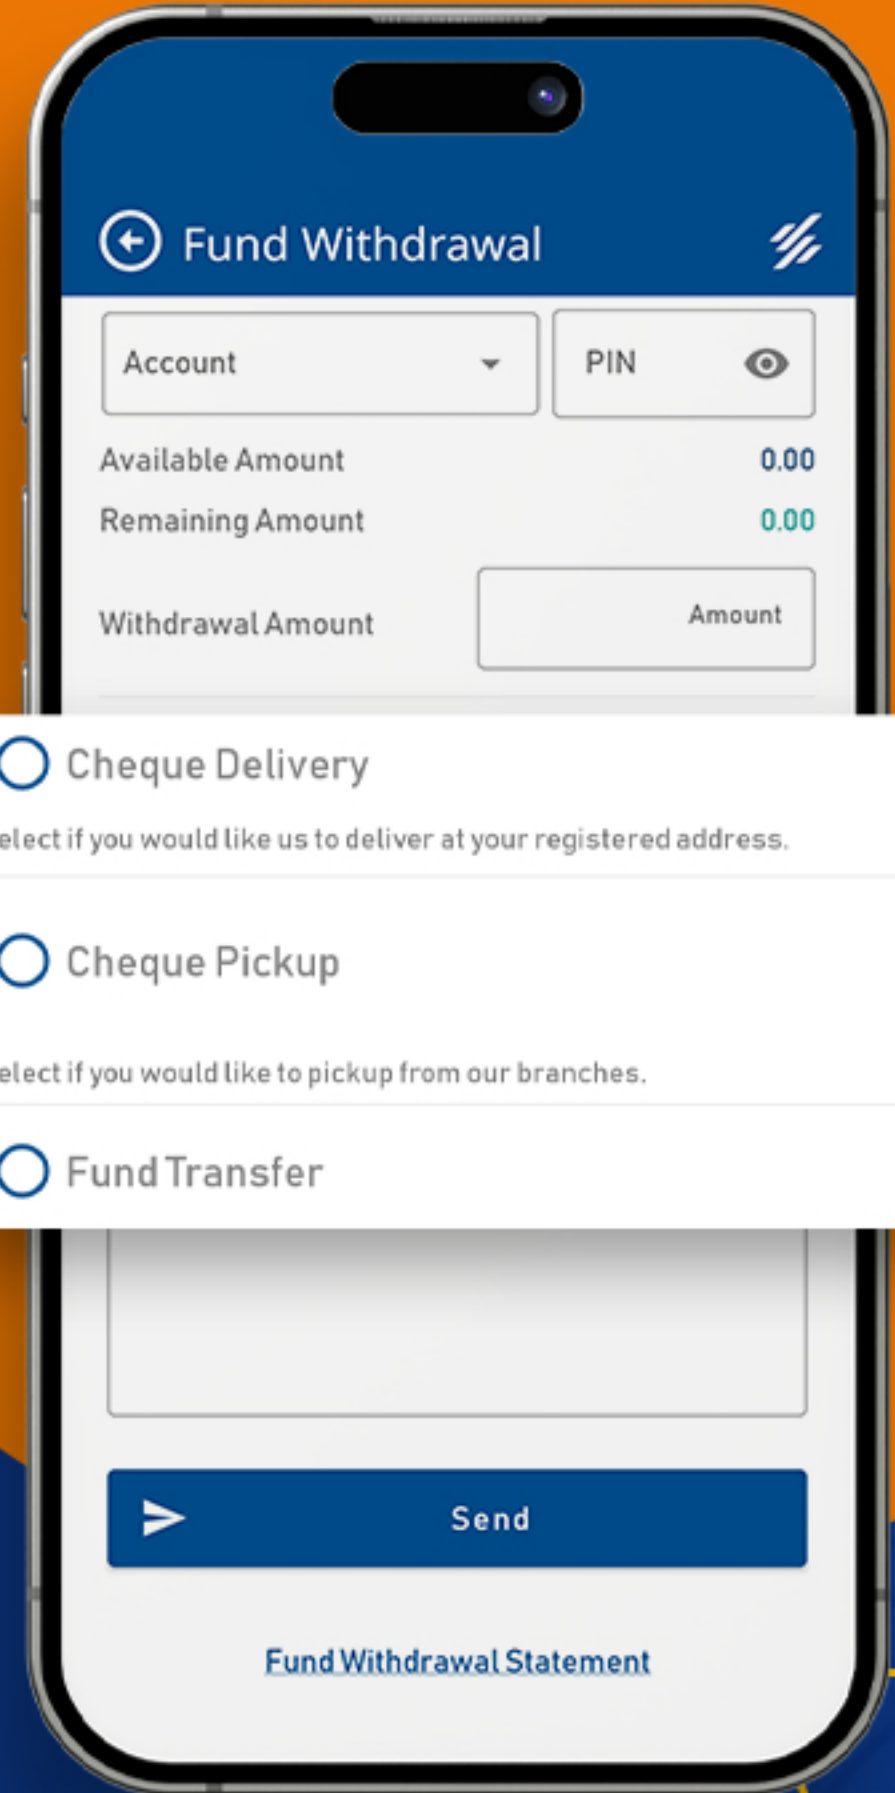 Fund Withdrawal
Account
PIN
Available Amount 0.00
Remaining Amount 0.00
Withdrawal Amount
Amount
Cheque Delivery
elect if you would like us to deliver at your registered address.
Cheque Pickup
elect if you would like to pickup from our branches.
Fund Transfer
Send
Fund Withdrawal Statement